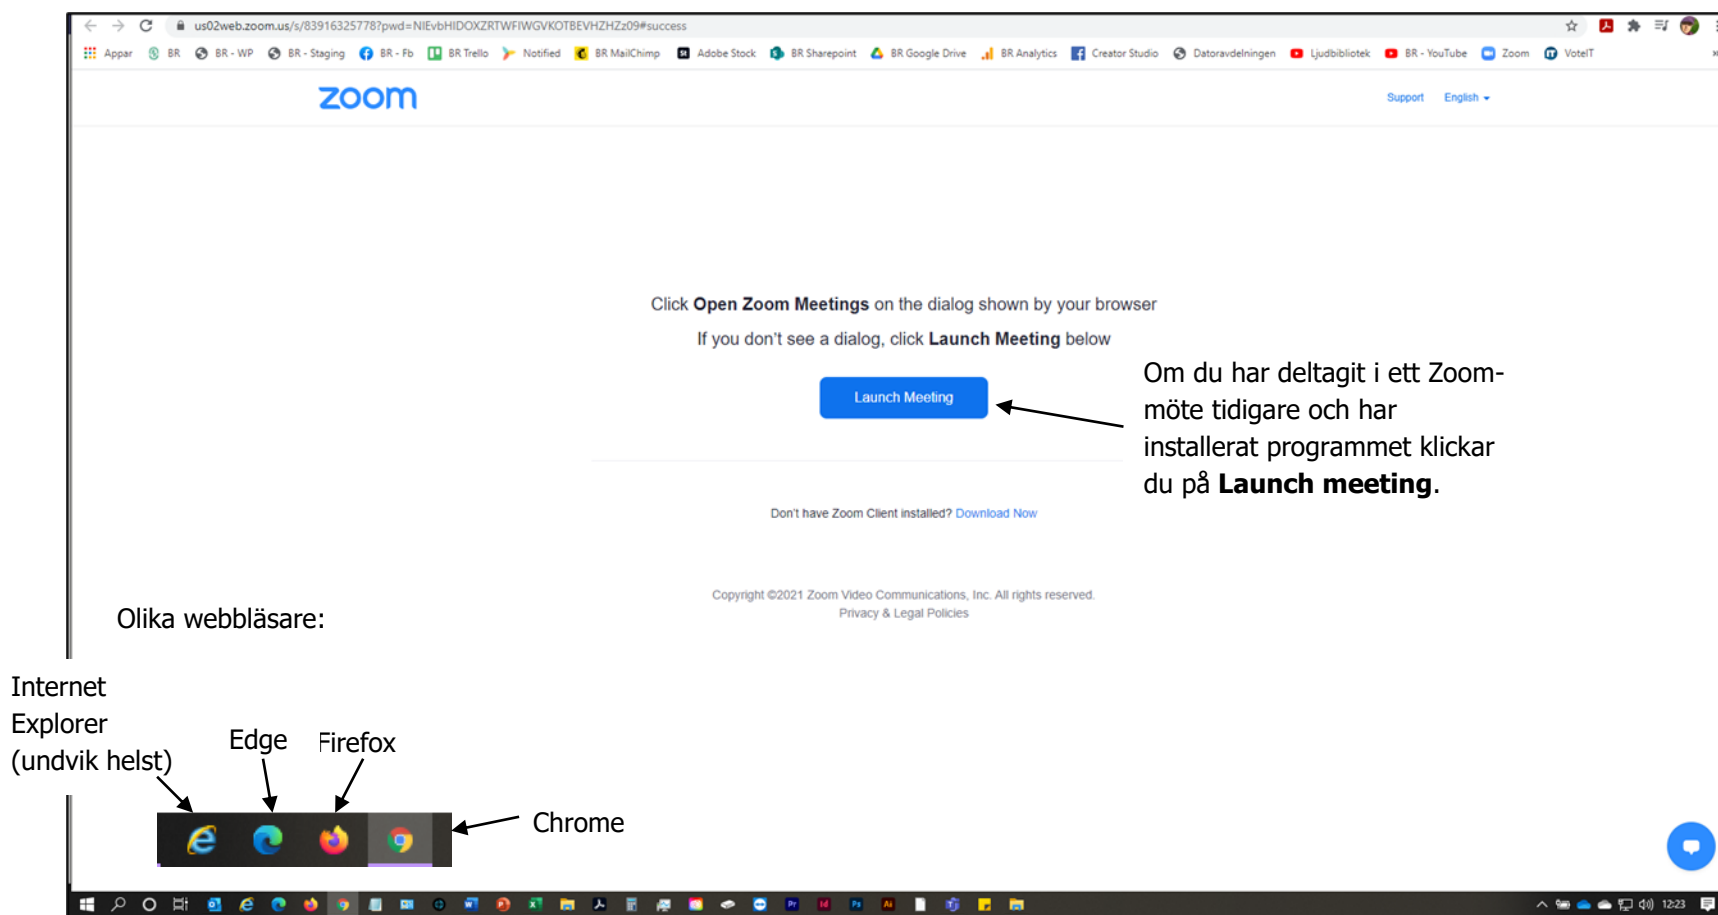 us02web.zoom.us/s/83916325778?pwd=NlEvbHlDOXZRTWFlWGVKOTBEVHZHZz09#success
Appar BR BR - WP BR - Staging BR - Fb BR Trello Notified BR MailChimp Adobe Stock BR Sharepoint BR Google Drive BR Analytics Creator Studio Datoravdelningen Ljudbibliotek BR - YouTube Zoom VoteIT
zoom
Support English
Click Open Zoom Meetings on the dialog shown by your browser
If you don't see a dialog, click Launch Meeting below
Launch Meeting
Om du har deltagit i ett Zoom-
möte tidigare och har
installerat programmet klickar
du på Launch meeting.
Don't have Zoom Client installed? Download Now
Copyright ©2021 Zoom Video Communications, Inc. All rights reserved.
Privacy & Legal Policies
Olika webbläsare:
Internet
Explorer
(undvik helst)
Edge
Firefox
Chrome
12:23